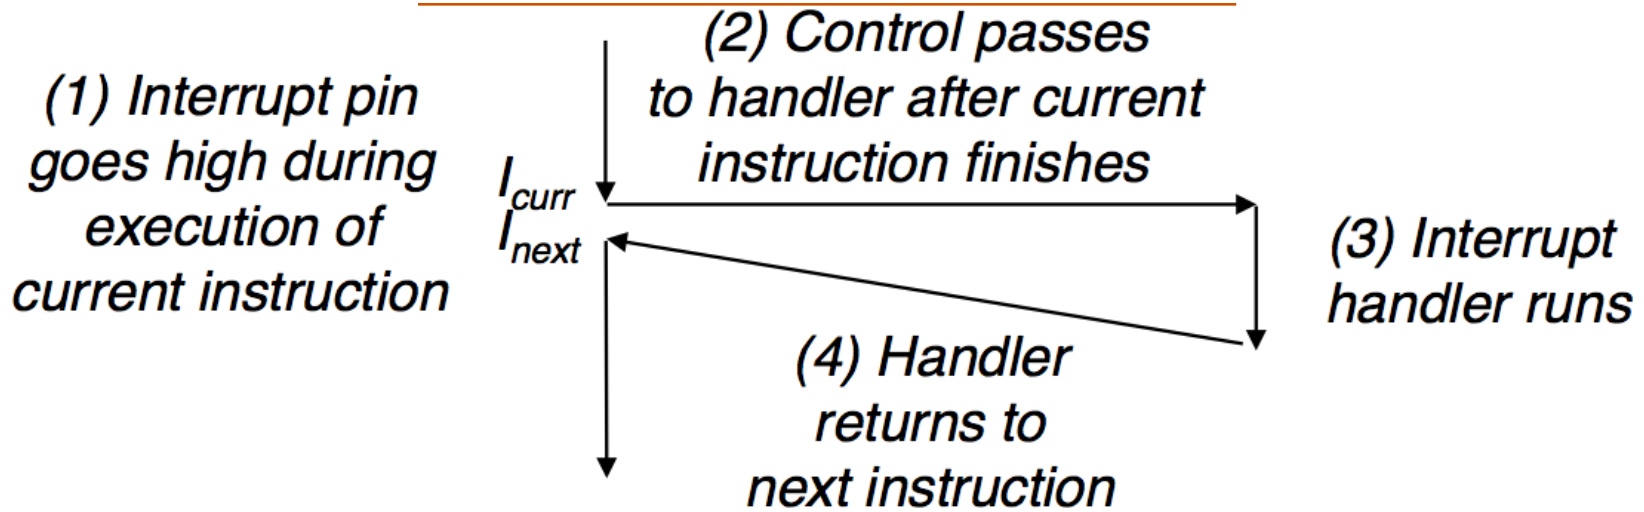 (1) Interrupt pin
goes high during
execution of
current instruction
(2) Control passes
to handler after current
instruction finishes
Icurr
Inext
(3) Interrupt
handler runs
(4) Handler
returns to
next instruction